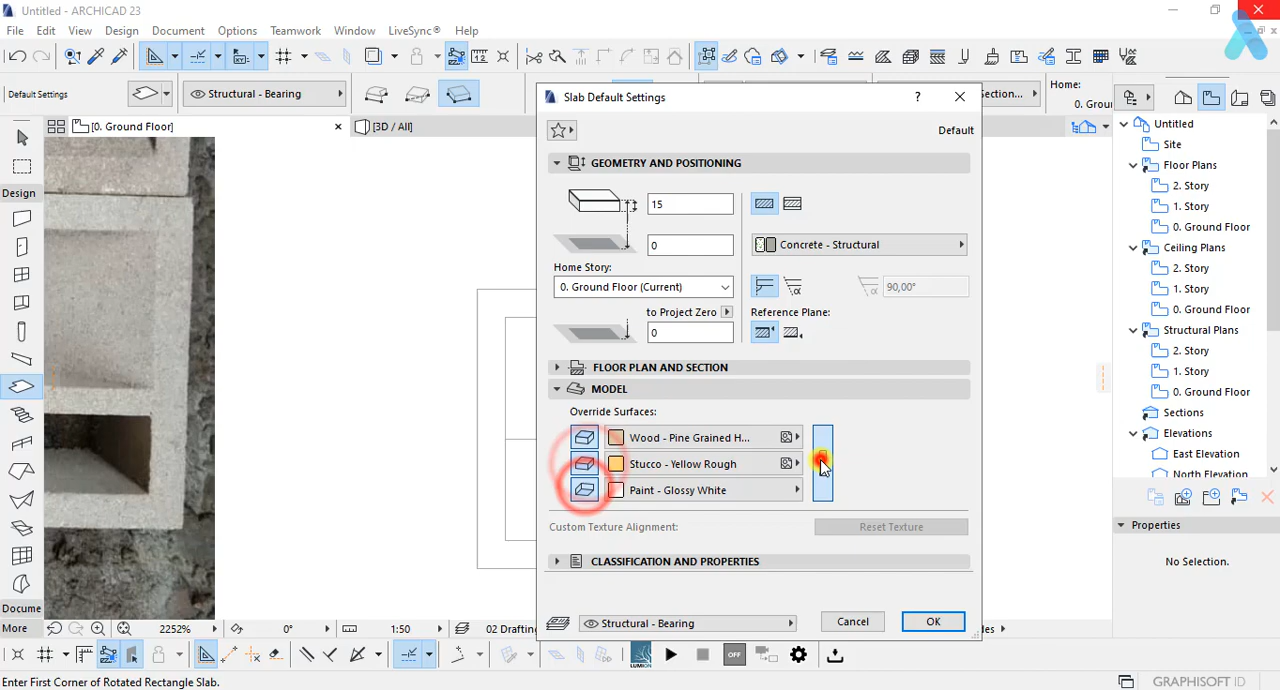 Untitled - ARCHICAD 23
File Edit View Design Document Options Teamwork Window LiveSync® Help
Default Settings
Structural - Bearing
Section...
Home:
0. Ground Floor
[0. Ground Floor]
[3D / All]
Slab Default Settings
?
Default
GEOMETRY AND POSITIONING
15
0
Concrete - Structural
Home Story:
0. Ground Floor (Current)
90,00°
to Project Zero
Reference Plane:
0
FLOOR PLAN AND SECTION
MODEL
Override Surfaces:
Wood - Pine Grained H...
Stucco - Yellow Rough
Paint - Glossy White
Custom Texture Alignment:
Reset Texture
CLASSIFICATION AND PROPERTIES
Structural - Bearing
Cancel
OK
Design
Docume
More
Untitled
Site
Floor Plans
2. Story
1. Story
0. Ground Floor
Ceiling Plans
2. Story
1. Story
0. Ground Floor
Structural Plans
2. Story
1. Story
0. Ground Floor
Sections
Elevations
East Elevation
North Elevation
Properties
No Selection.
2252%
0°
1:50
02 Drafting
LUMION
OFF
Enter First Corner of Rotated Rectangle Slab.
GRAPHISOFT ID